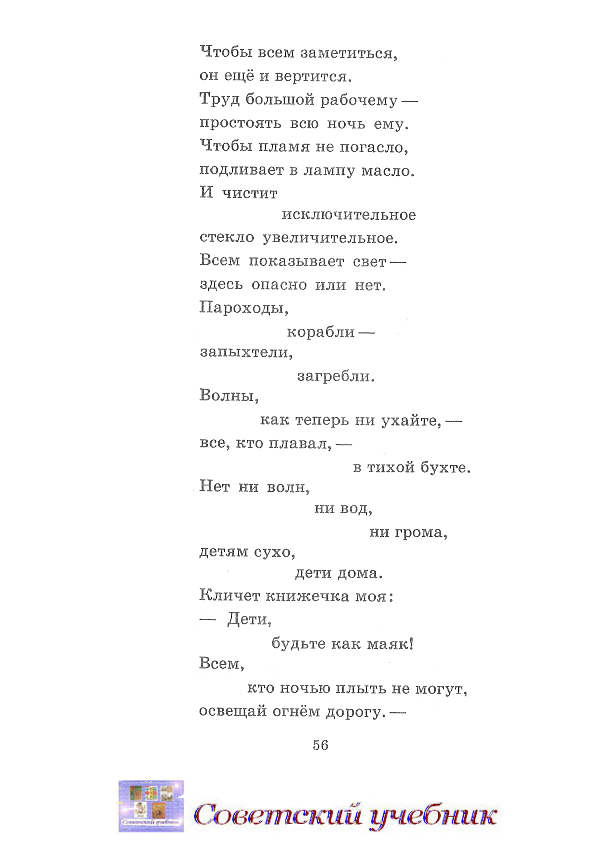 Чтобы всем заметиться,
он ещё и вертится.
Труд большой рабочему —
простоять всю ночь ему.
Чтобы пламя не погасло,
подливает в лампу масло.
И чистит
исключительное
стекло увеличительное.
Всем показывает свет —
здесь опасно или нет.
Пароходы,
корабли —
запыхтели,
загребли.
Волны,
как теперь ни ухайте, —
все, кто плавал, —
в тихой бухте.
Нет ни волн,
ни вод,
ни грома,
детям сухо,
дети дома.
Кличет книжечка моя:
— Дети,
будьте как маяк!
Всем,
кто ночью плыть не могут,
освещай огнём дорогу. —
56
Советский учебник